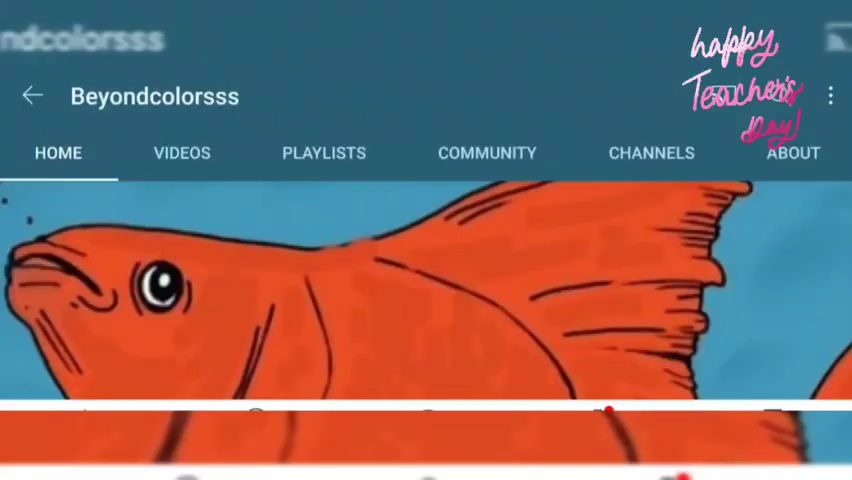 ndcolorsss
happy
Teacher's
Day!
Beyondcolorsss
HOME VIDEOS PLAYLISTS COMMUNITY CHANNELS ABOUT